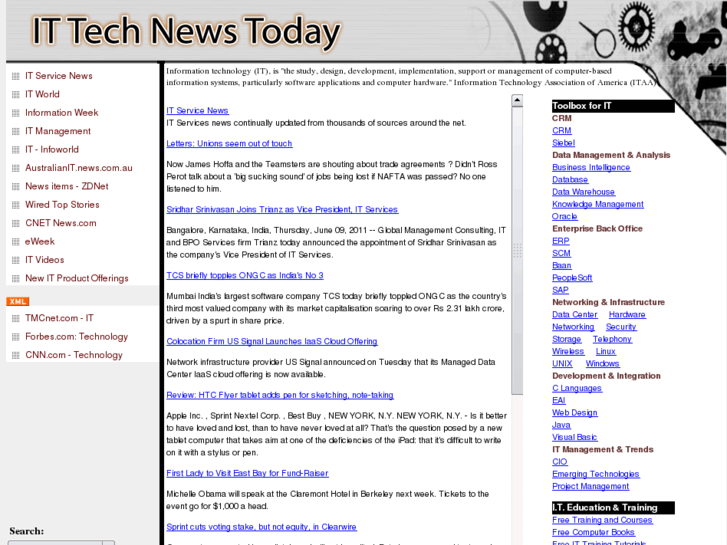 IT Tech News Today
IT Service News
IT World
Information Week
IT Management
IT - Infoworld
AustralianIT.news.com.au
News items - ZDNet
Wired Top Stories
CNET News.com
eWeek
IT Videos
New IT Product Offerings
XML
TMCnet.com - IT
Forbes.com: Technology
CNN.com - Technology
Search:
Information technology (IT), is "the study, design, development, implementation, support or management of computer-based
information systems, particularly software applications and computer hardware." Information Technology Association of America (ITAA)
IT Service News
IT Services news continually updated from thousands of sources around the net.
Letters: Unions seem out of touch
Now James Hoffa and the Teamsters are shouting about trade agreements ? Didn't Ross
Perot talk about a 'big sucking sound' of jobs being lost if NAFTA was passed? No one
listened to him.
Sridhar Srinivasan Joins Trianz as Vice President, IT Services
Bangalore, Karnataka, India, Thursday, June 09, 2011 -- Global Management Consulting, IT
and BPO Services firm Trianz today announced the appointment of Sridhar Srinivasan as
the company's Vice President of IT Services.
TCS briefly topples ONGC as India's No 3
Mumbai India's largest software company TCS today briefly toppled ONGC as the country's
third most valued company with its market capitalisation soaring to over Rs 2.31 lakh crore,
driven by a spurt in share price.
Colocation Firm US Signal Launches IaaS Cloud Offering
Network infrastructure provider US Signal announced on Tuesday that its Managed Data
Center IaaS cloud offering is now available.
Review: HTC Flyer tablet adds pen for sketching, note-taking
Apple Inc. , Sprint Nextel Corp. , Best Buy , NEW YORK, N.Y. NEW YORK, N.Y. - Is it better
to have loved and lost, than to have never loved at all? That's the question posed by a new
tablet computer that takes aim at one of the deficiencies of the iPad: that it's difficult to write
on it with a stylus or pen.
First Lady to Visit East Bay for Fund-Raiser
Michelle Obama will speak at the Claremont Hotel in Berkeley next week. Tickets to the
event go for $1,000 a head.
Sprint cuts voting stake, but not equity, in Clearwire
Toolbox for IT
CRM
CRM
Siebel
Data Management & Analysis
Business Intelligence
Database
Data Warehouse
Knowledge Management
Oracle
Enterprise Back Office
ERP
SCM
Baan
PeopleSoft
SAP
Networking & Infrastructure
Data Center Hardware
Networking Security
Storage Telephony
Wireless Linux
UNIX Windows
Development & Integration
C Languages
EAI
Web Design
Java
Visual Basic
IT Management & Trends
CIO
Emerging Technologies
Project Management
I.T. Education & Training
Free Training and Courses
Free Computer Books
Free IT Training Tutorials